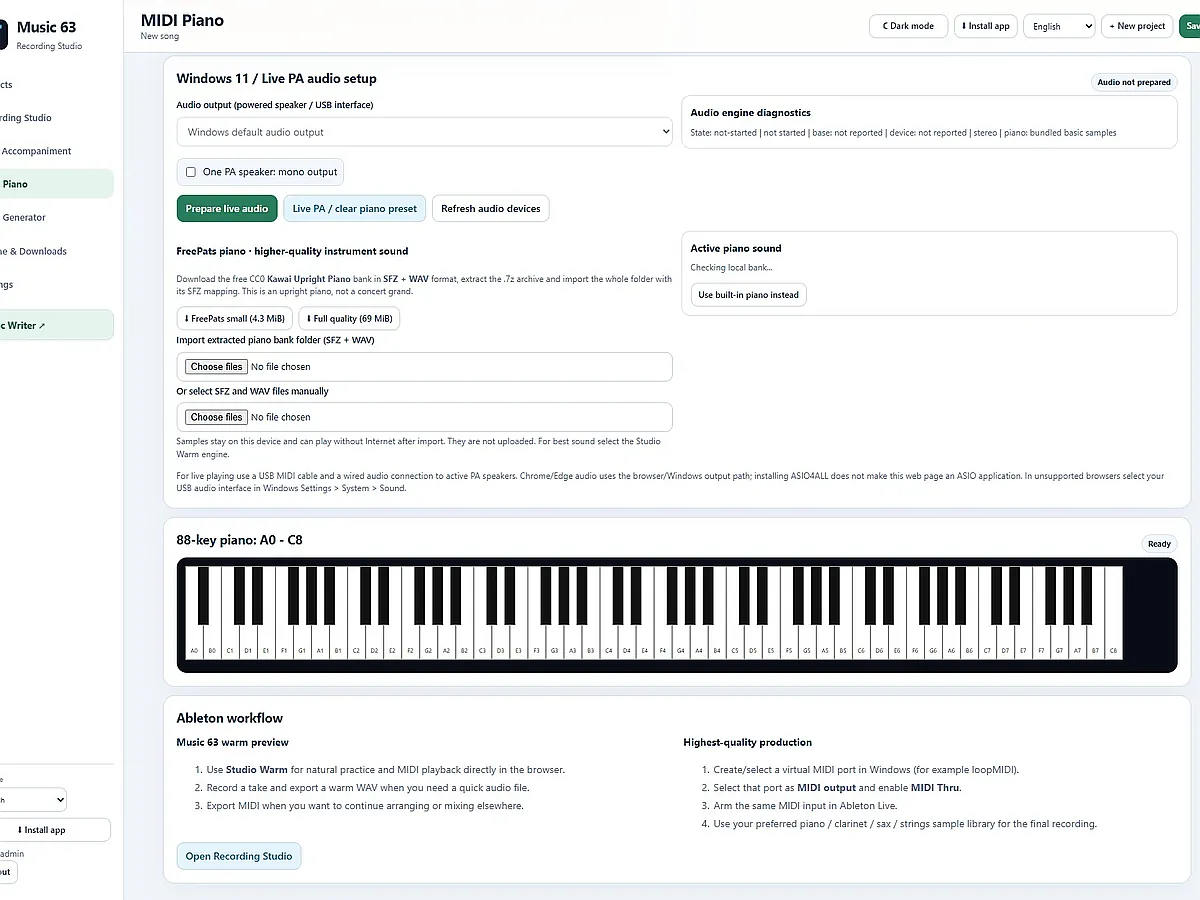 Music 63
Recording Studio
cts
rding Studio
Accompaniment
Piano
Generator
ne & Downloads
ngs
c Writer ↗
e
h
⬇ Install app
admin
out
MIDI Piano
New song
☾ Dark mode
⬇ Install app
English
+ New project
Sav
Windows 11 / Live PA audio setup
Audio not prepared
Audio output (powered speaker / USB interface)
Windows default audio output
One PA speaker: mono output
Prepare live audio
Live PA / clear piano preset
Refresh audio devices
Audio engine diagnostics
State: not-started | not started | base: not reported | device: not reported | stereo | piano: bundled basic samples
FreePats piano · higher-quality instrument sound
Download the free CC0 Kawai Upright Piano bank in SFZ + WAV format, extract the .7z archive and import the whole folder with
its SFZ mapping. This is an upright piano, not a concert grand.
⬇ FreePats small (4.3 MiB)
⬇ Full quality (69 MiB)
Import extracted piano bank folder (SFZ + WAV)
Choose files No file chosen
Or select SFZ and WAV files manually
Choose files No file chosen
Samples stay on this device and can play without Internet after import. They are not uploaded. For best sound select the Studio
Warm engine.
Active piano sound
Checking local bank...
Use built-in piano instead
For live playing use a USB MIDI cable and a wired audio connection to active PA speakers. Chrome/Edge audio uses the browser/Windows output path; installing ASIO4ALL does not make this web page an ASIO application. In unsupported browsers select your
USB audio interface in Windows Settings > System > Sound.
88-key piano: A0 - C8
Ready
A0 B0 C1 D1 E1 F1 G1 A1 B1 C2 D2 E2 F2 G2 A2 B2 C3 D3 E3 F3 G3 A3 B3 C4 D4 E4 F4 G4 A4 B4 C5 D5 E5 F5 G5 A5 B5 C6 D6 E6 F6 G6 A6 B6 C7 D7 E7 F7 G7 A7 B7 C8
Ableton workflow
Music 63 warm preview
1. Use Studio Warm for natural practice and MIDI playback directly in the browser.
2. Record a take and export a warm WAV when you need a quick audio file.
3. Export MIDI when you want to continue arranging or mixing elsewhere.
Open Recording Studio
Highest-quality production
1. Create/select a virtual MIDI port in Windows (for example loopMIDI).
2. Select that port as MIDI output and enable MIDI Thru.
3. Arm the same MIDI input in Ableton Live.
4. Use your preferred piano / clarinet / sax / strings sample library for the final recording.